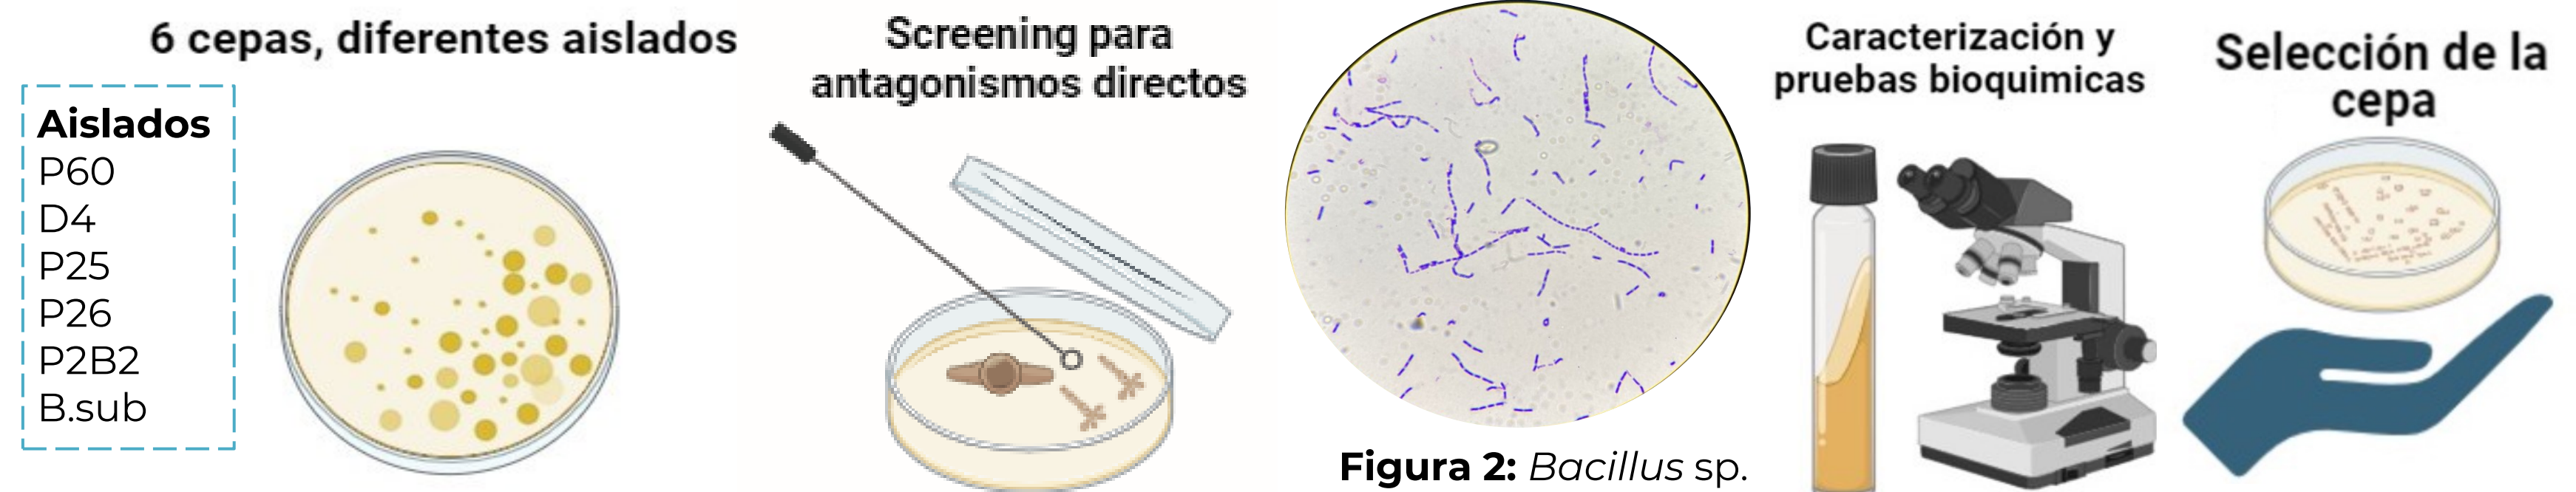 6 cepas, diferentes aislados
Aislados
P60
D4
P25
P26
P2B2
B.sub
Screening para
antagonismos directos
Figura 2: Bacillus sp.
Caracterización y
pruebas bioquimicas
Selección de la
cepa